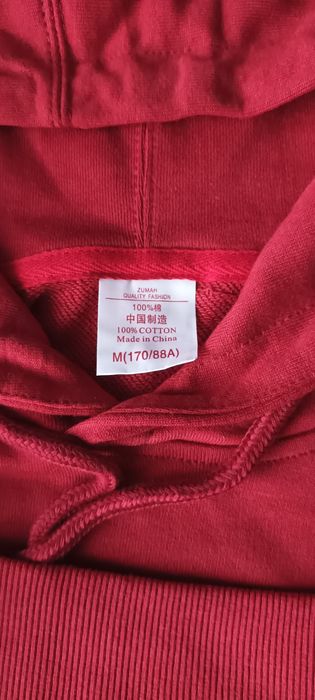 ZUMAH
QUALITY FASHION
100%棉
中国制造
100% COTTON
Made in China
M(170/88A)